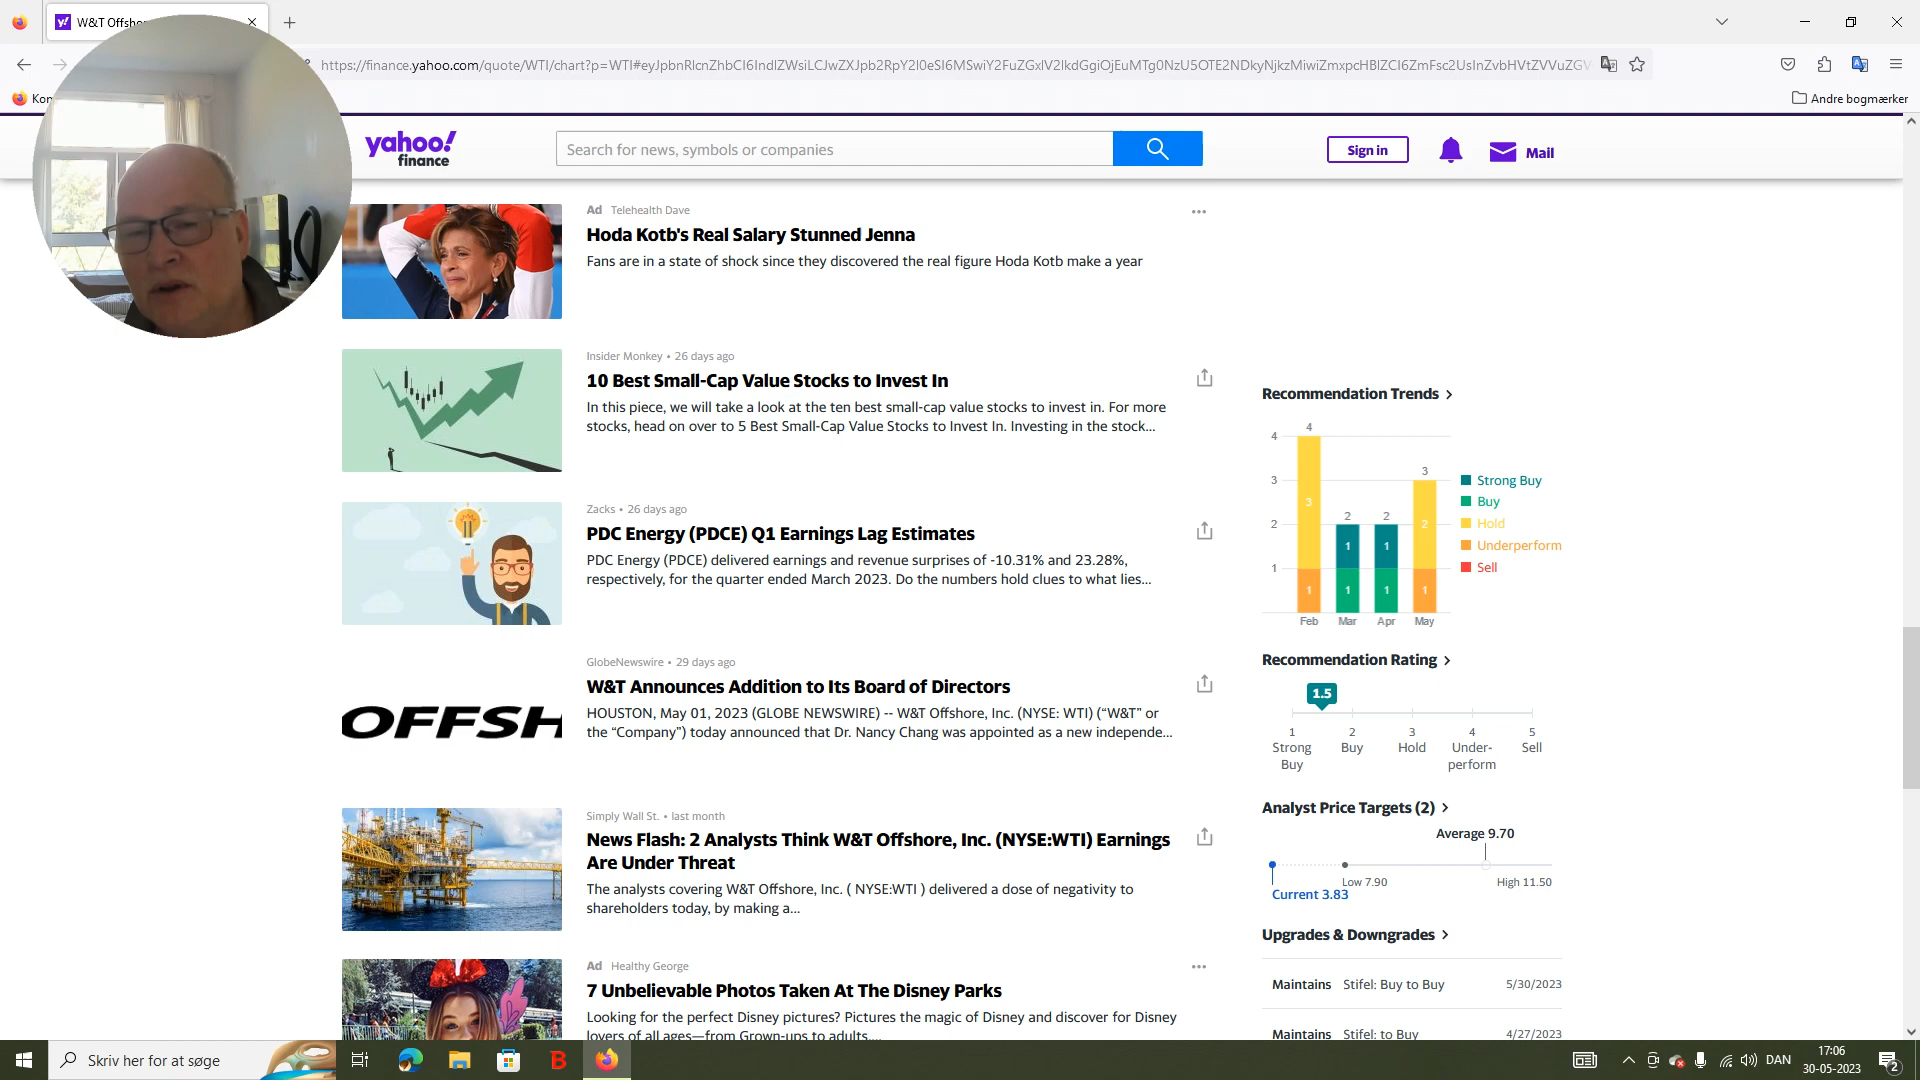 W&T Offsho
https://finance.yahoo.com/quote/WTI/chart?p=WTI#eyJpbnRlcnZhbCI6IndlZWsiLCJwZXJpb2RpY2l0eSI6MSwiY2FuZGxlV2lkdGgiOjEuMTg0NzU5OTE2NDkyNjkzMiwiZmxpcHBlZCI6ZmFsc2UsInZvbHVtZVVuZGV
Kon
Andre bogmærker
yahoo!
finance
Search for news, symbols or companies
Sign in
Mail
Ad Telehealth Dave
Hoda Kotb's Real Salary Stunned Jenna
Fans are in a state of shock since they discovered the real figure Hoda Kotb make a year
Insider Monkey • 26 days ago
10 Best Small-Cap Value Stocks to Invest In
In this piece, we will take a look at the ten best small-cap value stocks to invest in. For more
stocks, head on over to 5 Best Small-Cap Value Stocks to Invest In. Investing in the stock...
Zacks • 26 days ago
PDC Energy (PDCE) Q1 Earnings Lag Estimates
PDC Energy (PDCE) delivered earnings and revenue surprises of -10.31% and 23.28%,
respectively, for the quarter ended March 2023. Do the numbers hold clues to what lies...
GlobeNewswire • 29 days ago
W&T Announces Addition to Its Board of Directors
HOUSTON, May 01, 2023 (GLOBE NEWSWIRE) -- W&T Offshore, Inc. (NYSE: WTI) (“W&T” or
the “Company”) today announced that Dr. Nancy Chang was appointed as a new independe...
OFFSH
Simply Wall St. • last month
News Flash: 2 Analysts Think W&T Offshore, Inc. (NYSE:WTI) Earnings
Are Under Threat
The analysts covering W&T Offshore, Inc. ( NYSE:WTI ) delivered a dose of negativity to
shareholders today, by making a...
Ad Healthy George
7 Unbelievable Photos Taken At The Disney Parks
Looking for the perfect Disney pictures? Pictures the magic of Disney and discover for Disney
lovers of all ages—from Grown-ups to adults....
Recommendation Trends
4
4
3
3
3
2
2
2
2
1
1
1
1
1
1
1
Feb Mar Apr May
Strong Buy
Buy
Hold
Underperform
Sell
Recommendation Rating
1.5
1 2 3 4 5
Strong Buy Hold Under- Sell
Buy perform
Analyst Price Targets (2)
Average 9.70
Low 7.90 High 11.50
Current 3.83
Upgrades & Downgrades
Maintains Stifel: Buy to Buy 5/30/2023
Maintains Stifel: to Buy 4/27/2023
Skriv her for at søge
B
DAN
17:06
30-05-2023
2